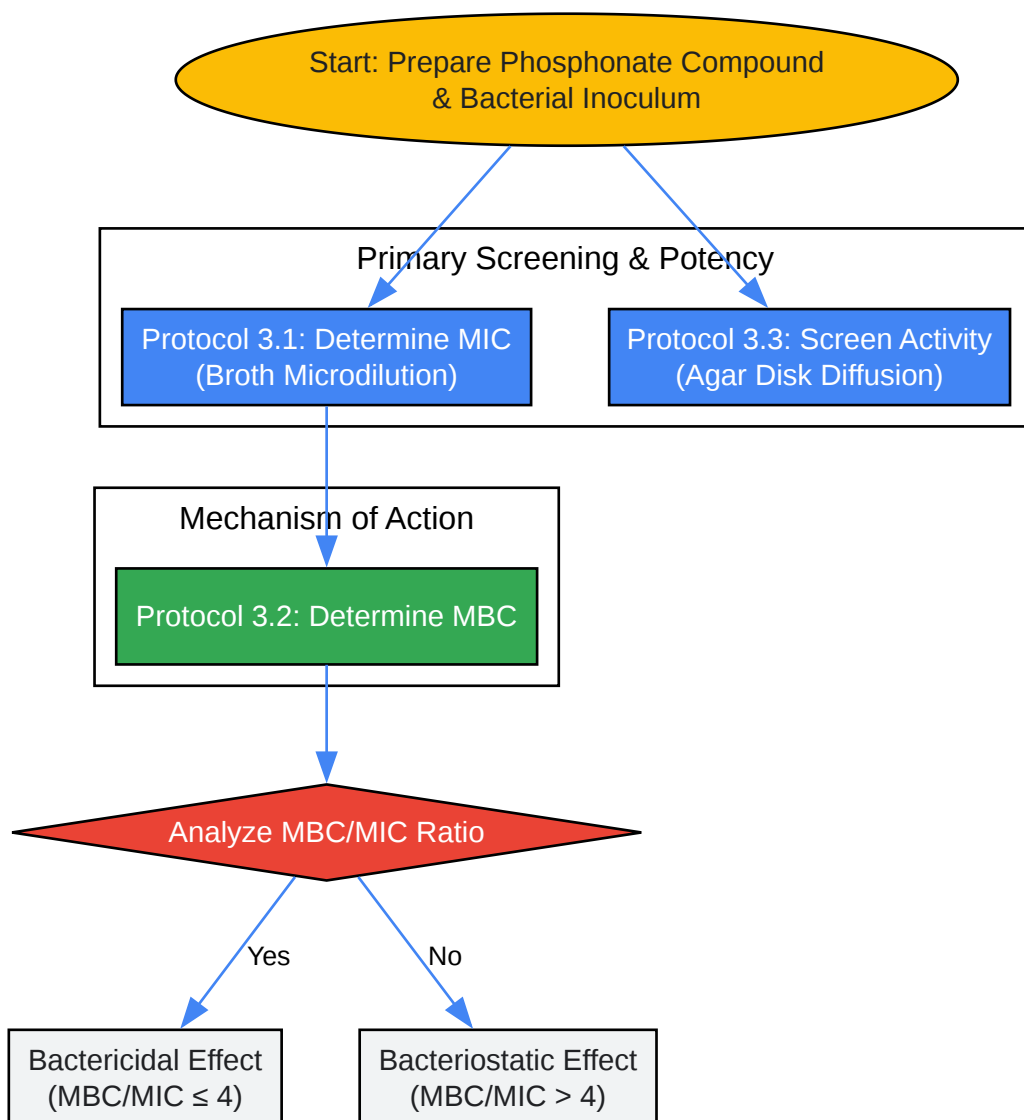 Start: Prepare Phosphonate Compound
& Bacterial Inoculum
Primary Screening & Potency
Protocol 3.1: Determine MIC
(Broth Microdilution)
Protocol 3.3: Screen Activity
(Agar Disk Diffusion)
Mechanism of Action
Protocol 3.2: Determine MBC
Analyze MBC/MIC Ratio
Yes
No
Bactericidal Effect
(MBC/MIC ≤ 4)
Bacteriostatic Effect
(MBC/MIC > 4)